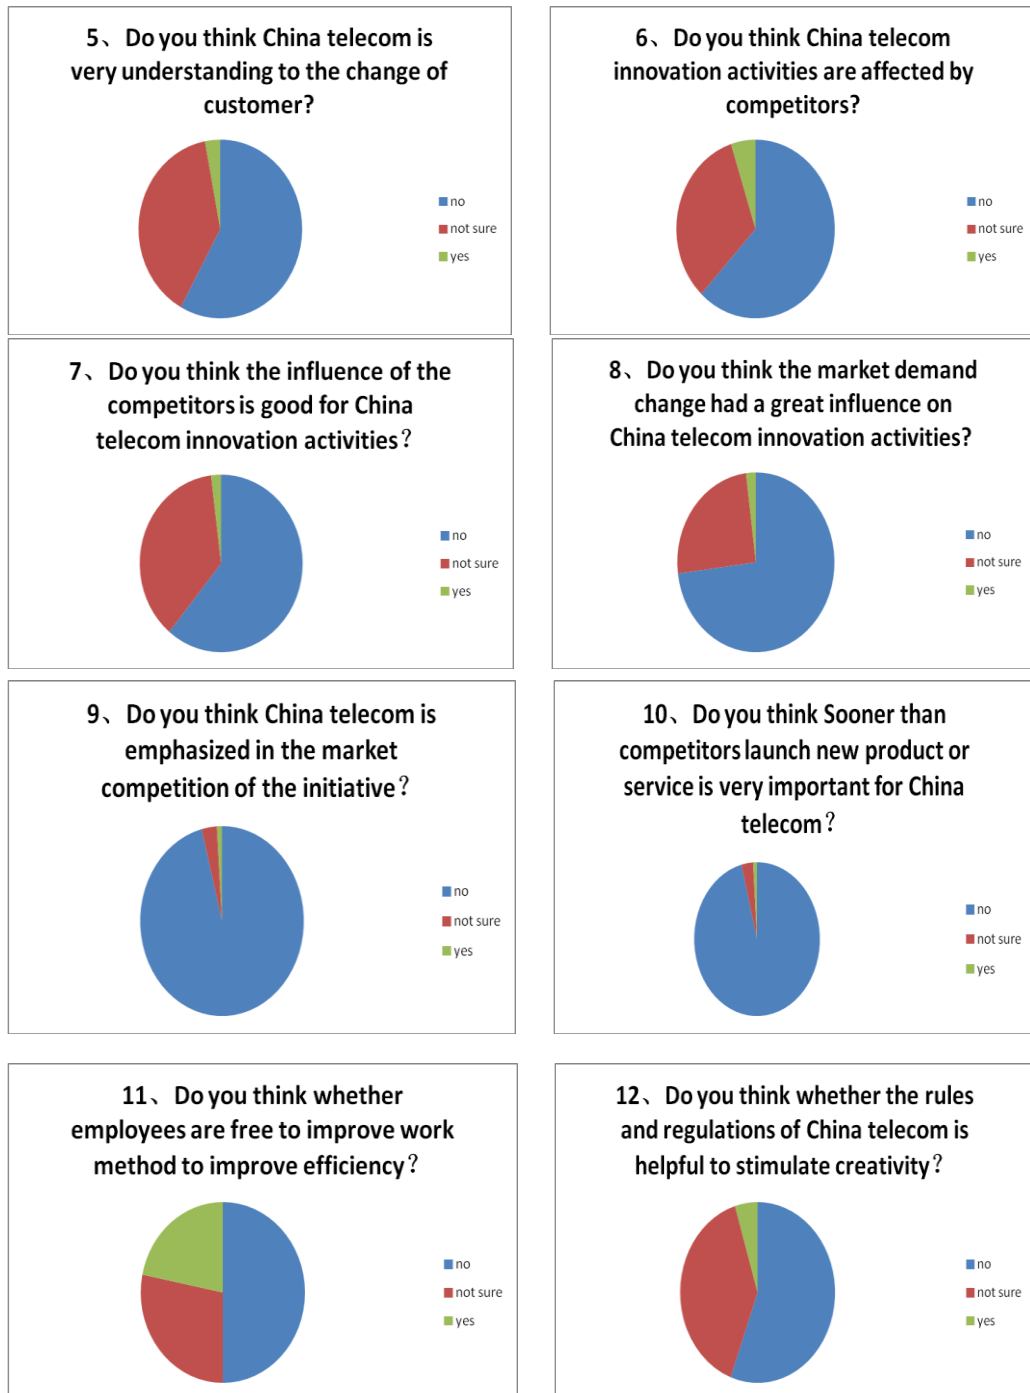 5、Do you think China telecom is
very understanding to the change of
customer?
no
not sure
yes
6、Do you think China telecom
innovation activities are affected by
competitors?
no
not sure
yes
7、Do you think the influence of the
competitors is good for China
telecom innovation activities？
no
not sure
yes
8、Do you think the market demand
change had a great influence on
China telecom innovation activities?
no
not sure
yes
9、Do you think China telecom is
emphasized in the market
competition of the initiative？
no
not sure
yes
10、Do you think Sooner than
competitors launch new product or
service is very important for China
telecom？
no
not sure
yes
11、Do you think whether
employees are free to improve work
method to improve efficiency？
no
not sure
yes
12、Do you think whether the rules
and regulations of China telecom is
helpful to stimulate creativity？
no
not sure
yes